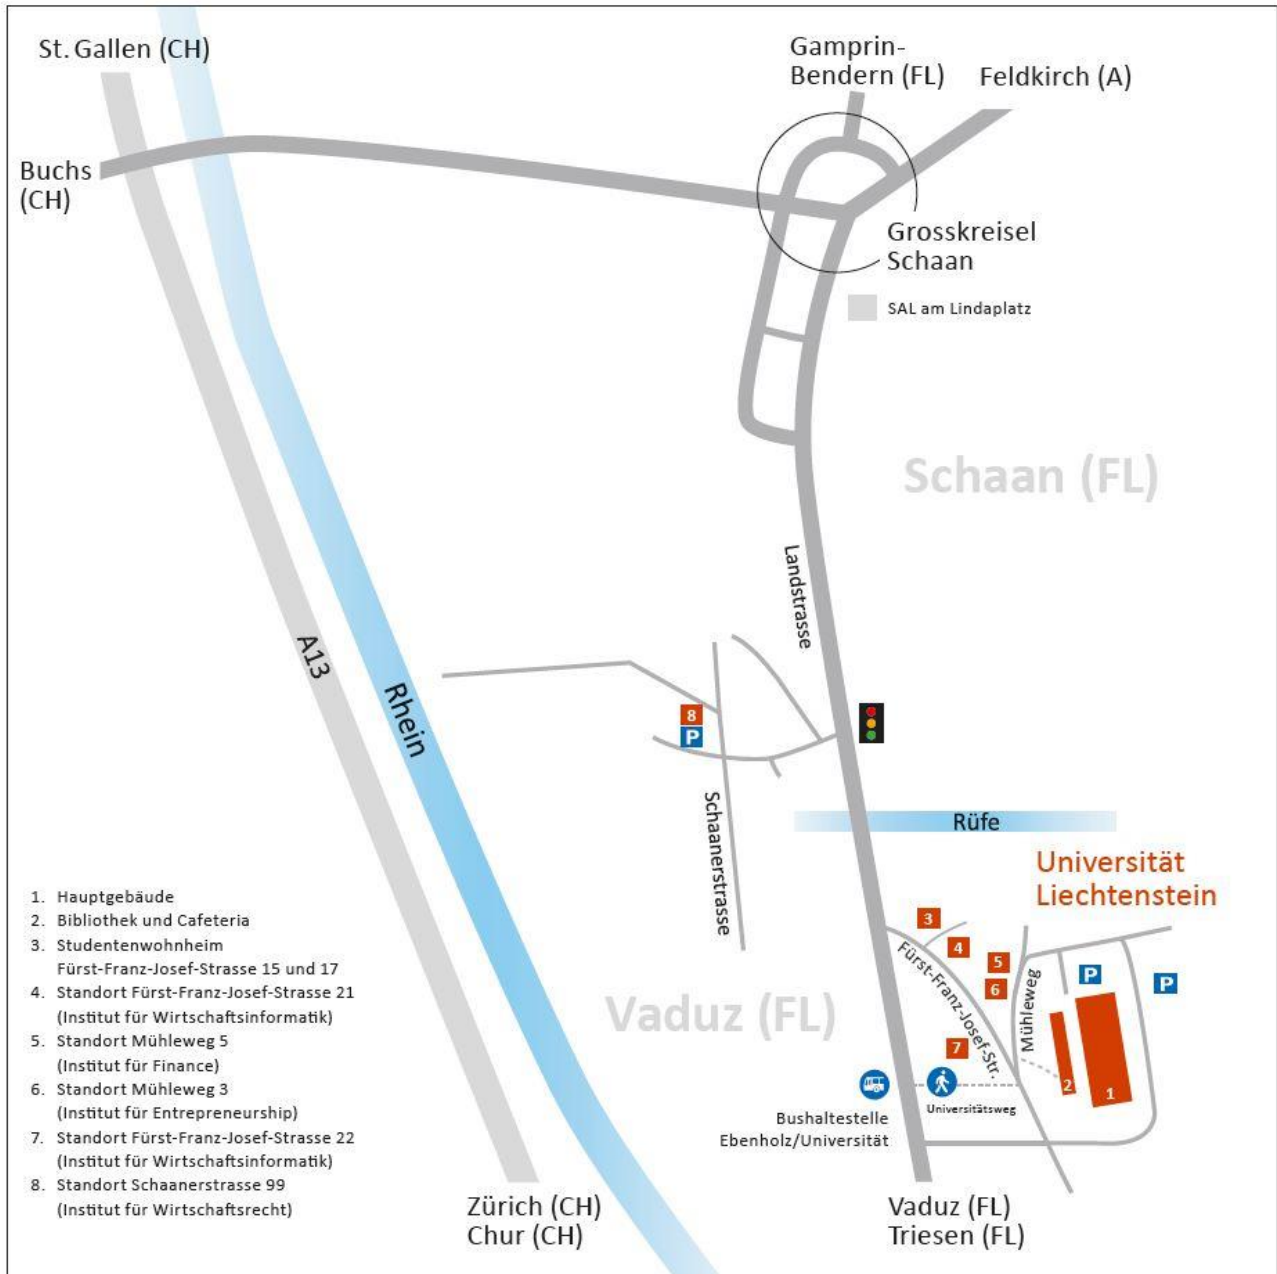 St. Gallen (CH)
Gamprin-
Bendern (FL)
Feldkirch (A)
Buchs
(CH)
Grosskreisel
Schaan
SAL am Lindaplatz
Schaan (FL)
Landstrasse
A13
Rhein
8
P
Schaanerstrasse
Rüfe
Universität
Liechtenstein
1. Hauptgebäude
2. Bibliothek und Cafeteria
3. Studentenwohnheim
Fürst-Franz-Josef-Strasse 15 und 17
4. Standort Fürst-Franz-Josef-Strasse 21
(Institut für Wirtschaftsinformatik)
5. Standort Mühleweg 5
(Institut für Finance)
6. Standort Mühleweg 3
(Institut für Entrepreneurship)
7. Standort Fürst-Franz-Josef-Strasse 22
(Institut für Wirtschaftsinformatik)
8. Standort Schaanerstrasse 99
(Institut für Wirtschaftsrecht)
Vaduz (FL)
3
4
5
6
Fürst-Franz-Josef-Str.
Mühleweg
P
P
7
2
1
Universitätsweg
Bushaltestelle
Ebenholz/Universität
Zürich (CH)
Chur (CH)
Vaduz (FL)
Triesen (FL)